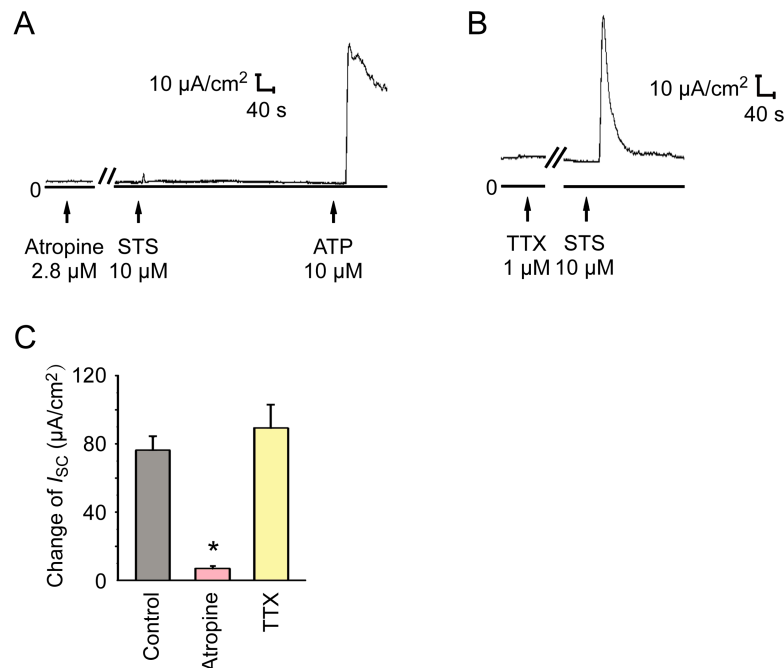 A
10 µA/cm2
40 s
0
Atropine STS ATP
2.8 µM 10 µM 10 µM
B
10 µA/cm2
40 s
0
TTX STS
1 µM 10 µM
C
Change of ISC (µA/cm2)
120
80
40
0
*
Control
Atropine
TTX